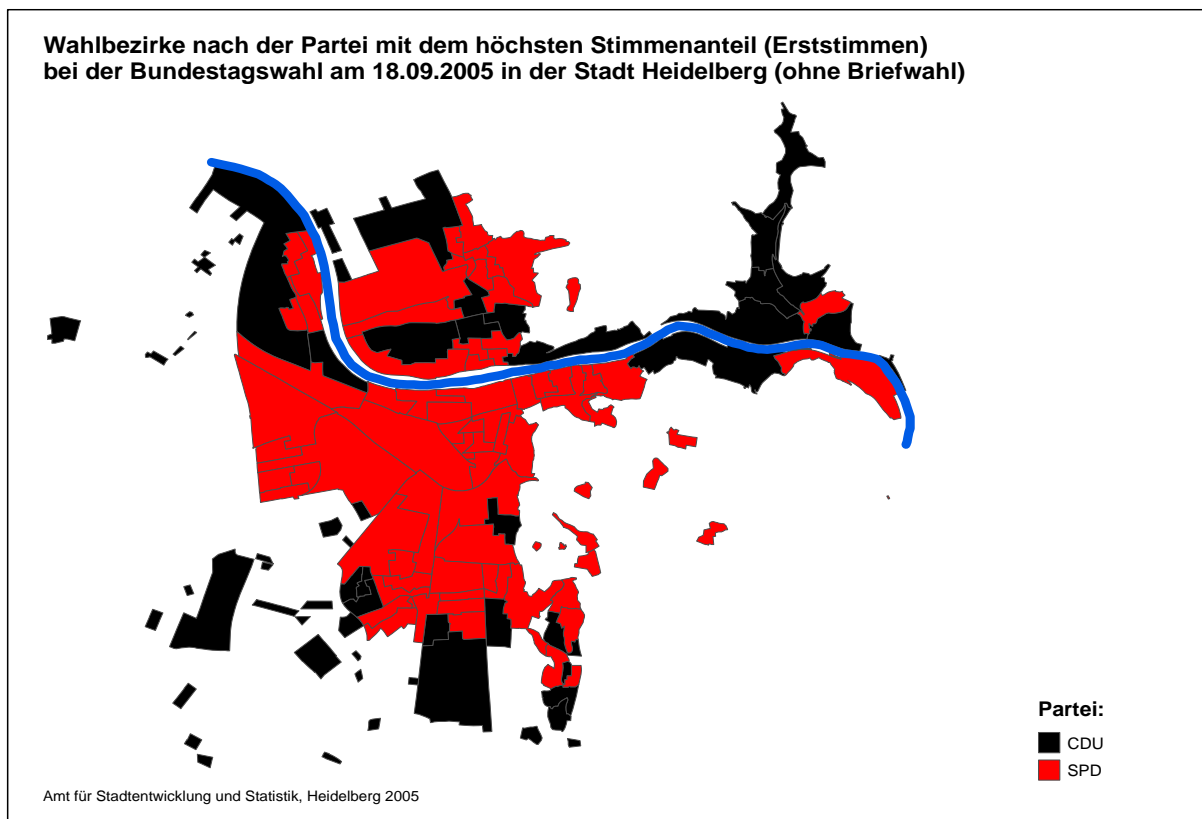 Wahlbezirke nach der Partei mit dem höchsten Stimmenanteil (Erststimmen)
bei der Bundestagswahl am 18.09.2005 in der Stadt Heidelberg (ohne Briefwahl)
Partei:
CDU
SPD
Amt für Stadtentwicklung und Statistik, Heidelberg 2005